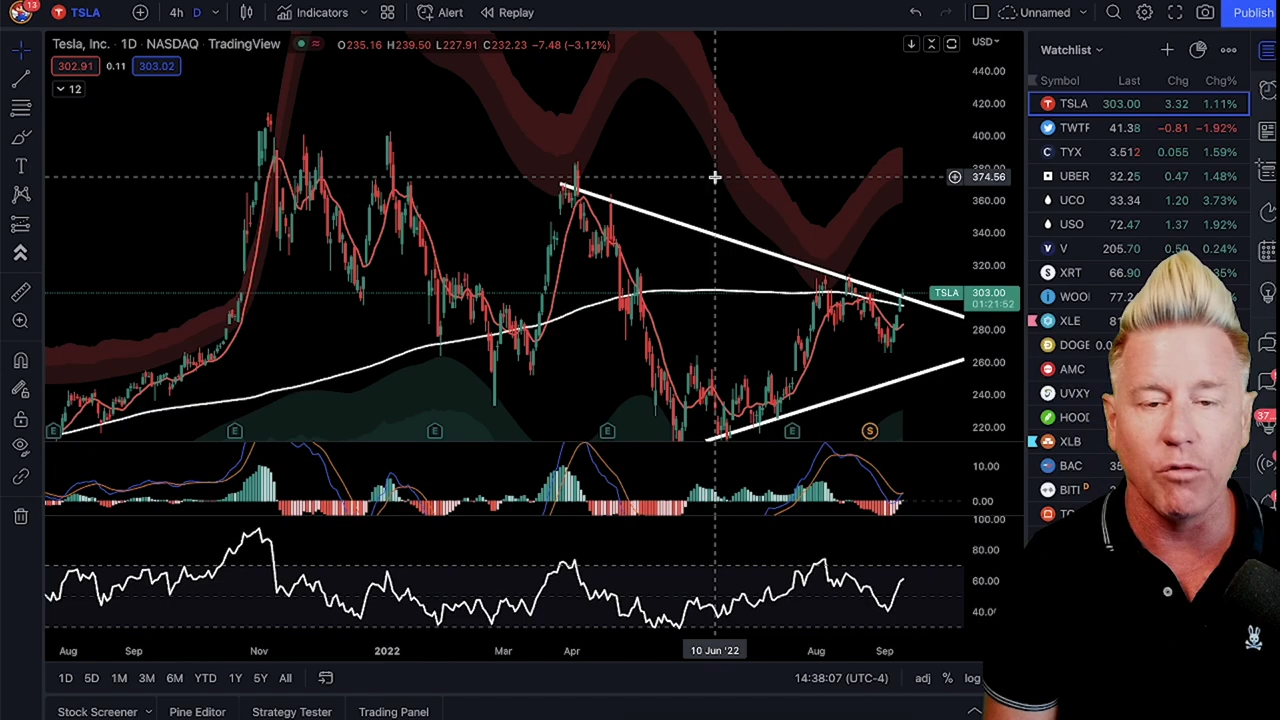 13 TSLA 4h D Indicators Alert Replay Unnamed Publish
Tesla, Inc. · 1D · NASDAQ · TradingView O235.16 H239.50 L227.91 C232.23 −7.48 (−3.12%)
302.91 0.11 303.02
12
USD
440.00
420.00
400.00
380.00
374.56
360.00
340.00
320.00
TSLA 303.00
01:21:52
280.00
260.00
240.00
220.00
E E E E E S
10.00
0.00
100.00
80.00
60.00
40.00
Aug Sep Nov 2022 Mar Apr 10 Jun '22 Aug Sep
1D 5D 1M 3M 6M YTD 1Y 5Y All 14:38:07 (UTC-4) adj % log
Stock Screener Pine Editor Strategy Tester Trading Panel
Watchlist
Symbol Last Chg Chg%
TSLA 303.00 3.32 1.11%
TWTR 41.38 −0.81 −1.92%
TYX 3.512 0.055 1.59%
UBER 32.25 0.47 1.48%
UCO 33.34 1.20 3.73%
USO 72.47 1.37 1.92%
V 205.70 0.50 0.24%
XRT 66.90 35%
WOO 77.2
XLE 81
DOGE 0.0
AMC
UVXY
HOOD
XLB
BAC 35
BITI D
37